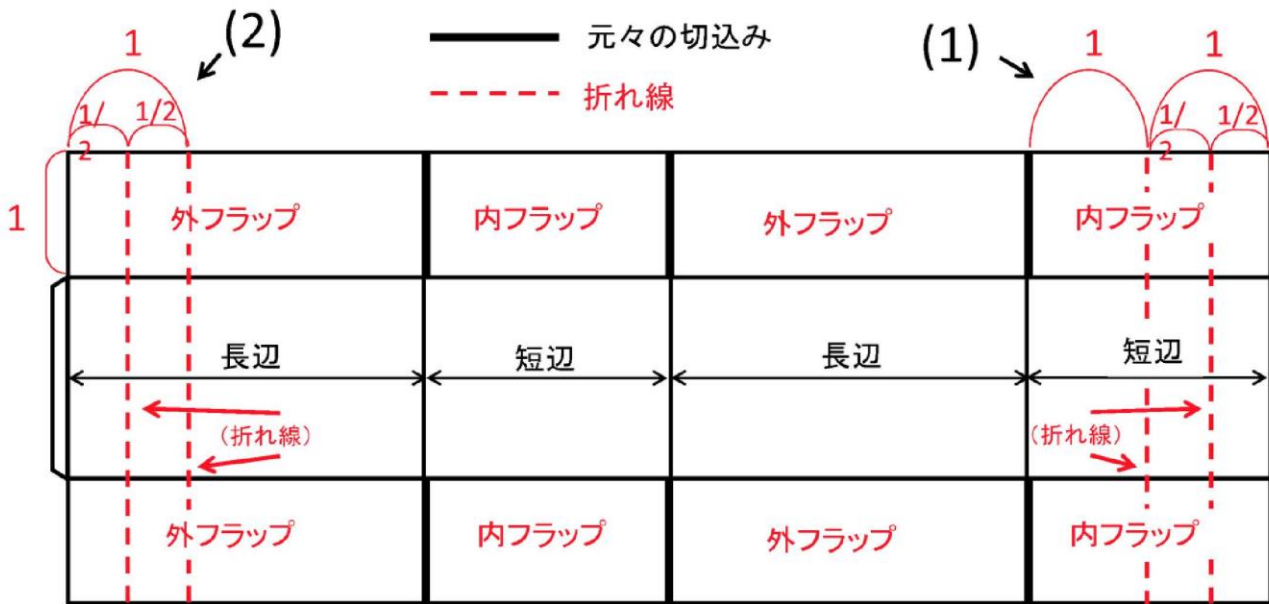 (2)
1
1/2
1/2
元々の切込み
折れ線
(1)
1
1
1/2
1/2
1
外フラップ
内フラップ
外フラップ
内フラップ
長辺
短辺
長辺
短辺
(折れ線)
(折れ線)
外フラップ
内フラップ
外フラップ
内フラップ